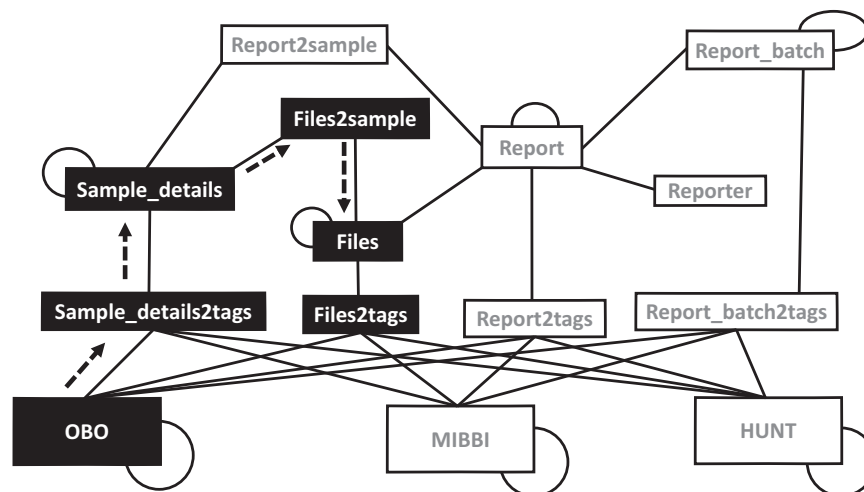 Report2sample
Report_batch
Files2sample
Report
Sample_details
Reporter
Files
Sample_details2tags
Files2tags
Report2tags
Report_batch2tags
OBO
MIBBI
HUNT